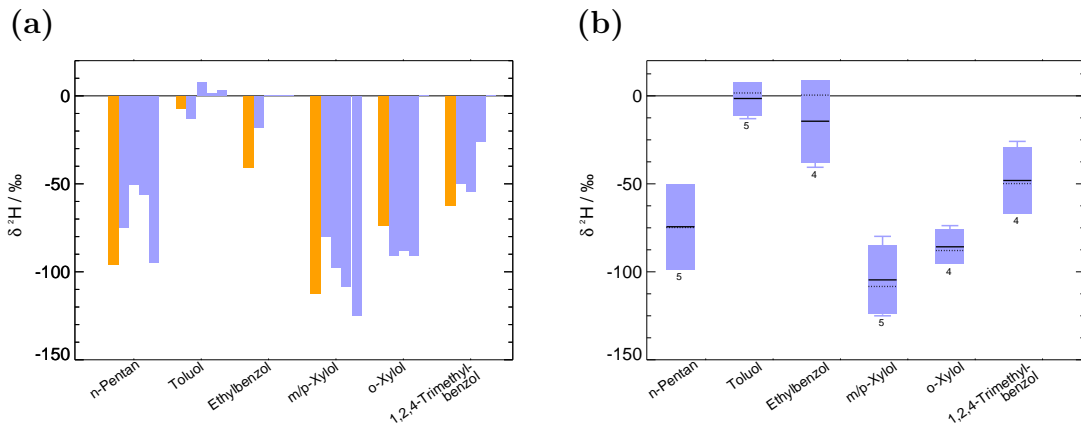 (a)
(b)
δ ²H / ‰
0
-50
-100
-150
n-Pentan
Toluol
Ethylbenzol
m/p-Xylol
o-Xylol
1,2,4-Trimethyl-
benzol
δ ²H / ‰
0
-50
-100
-150
5
5
4
5
4
4
n-Pentan
Toluol
Ethylbenzol
m/p-Xylol
o-Xylol
1,2,4-Trimethyl-
benzol